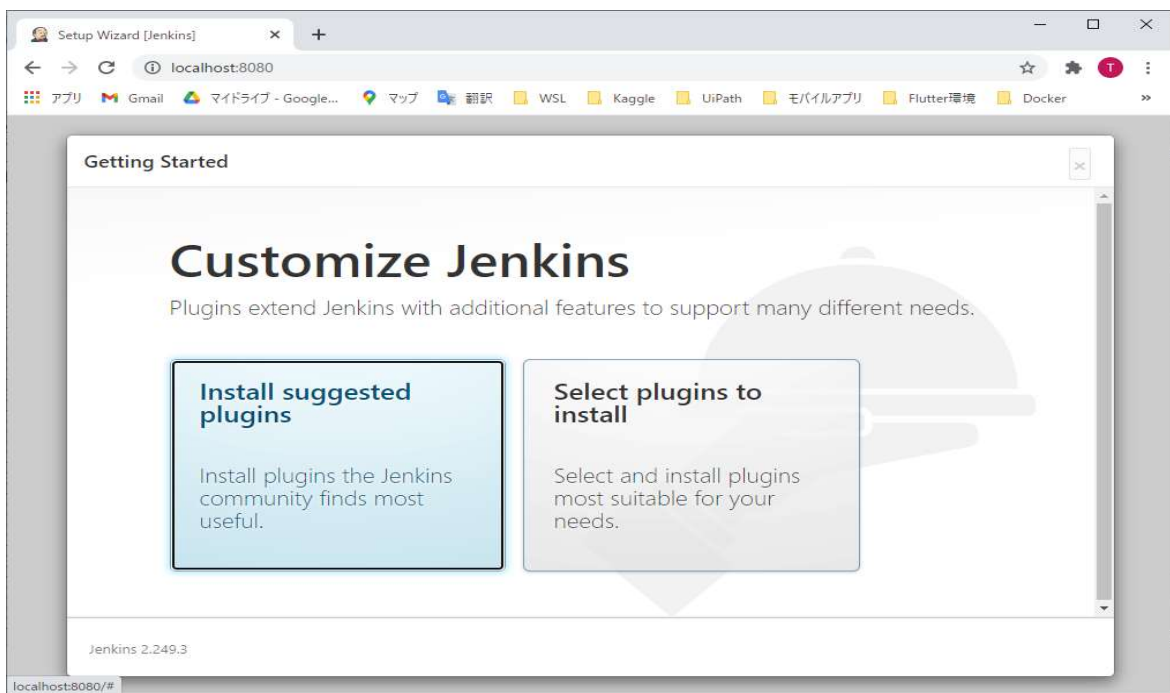 Setup Wizard [Jenkins]
localhost:8080
アプリ Gmail マイドライブ - Google... マップ 翻訳 WSL Kaggle UiPath モバイルアプリ Flutter環境 Docker »
T
Getting Started
Customize Jenkins
Plugins extend Jenkins with additional features to support many different needs.
Install suggested
plugins
Install plugins the Jenkins
community finds most
useful.
Select plugins to
install
Select and install plugins
most suitable for your
needs.
Jenkins 2.249.3
localhost:8080/#